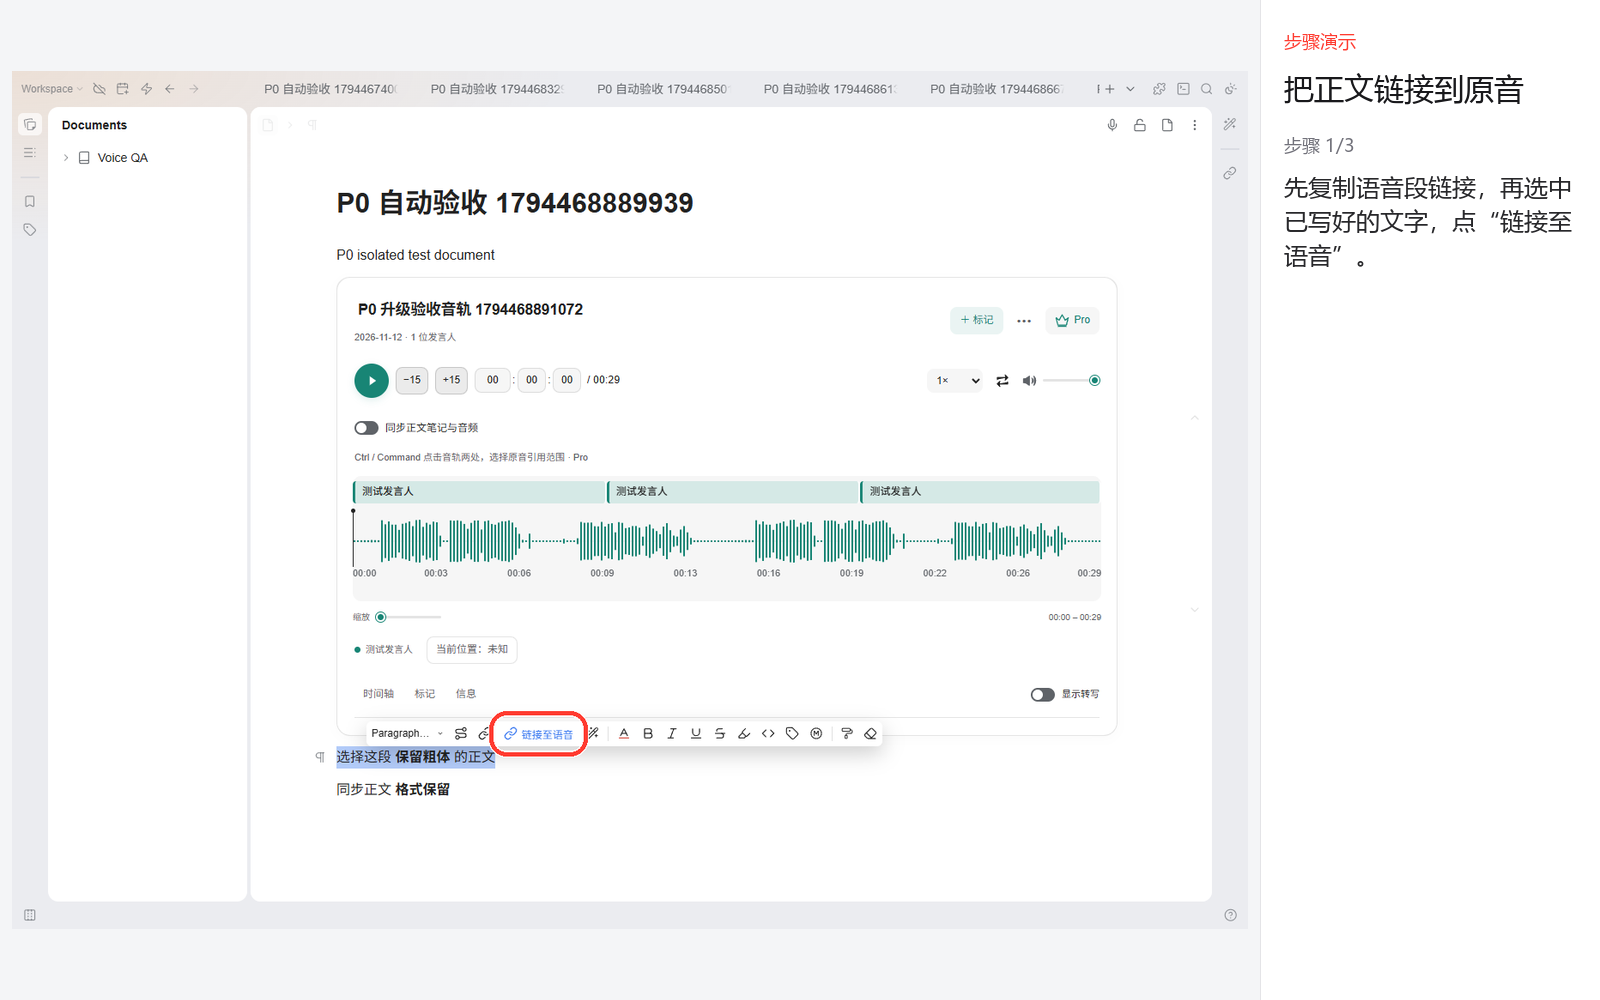 Workspace
P0 自动验收 179446740
P0 自动验收 179446832
P0 自动验收 179446850
P0 自动验收 179446861
P0 自动验收 179446866
Documents
Voice QA
P0 自动验收 1794468889939
P0 isolated test document
P0 升级验收音轨 1794468891072
+ 标记
Pro
2026-11-12 · 1 位发言人
−15
+15
00 : 00 : 00 / 00:29
1×
同步正文笔记与音频
Ctrl / Command 点击音轨两处，选择原音引用范围 · Pro
测试发言人
测试发言人
测试发言人
00:00 00:03 00:06 00:09 00:13 00:16 00:19 00:22 00:26 00:29
缩放
00:00 – 00:29
测试发言人
当前位置：未知
时间轴 标记 信息
显示转写
Paragraph...
链接至语音
选择这段 保留粗体 的正文
同步正文 格式保留
步骤演示
把正文链接到原音
步骤 1/3
先复制语音段链接，再选中
已写好的文字，点“链接至
语音”。